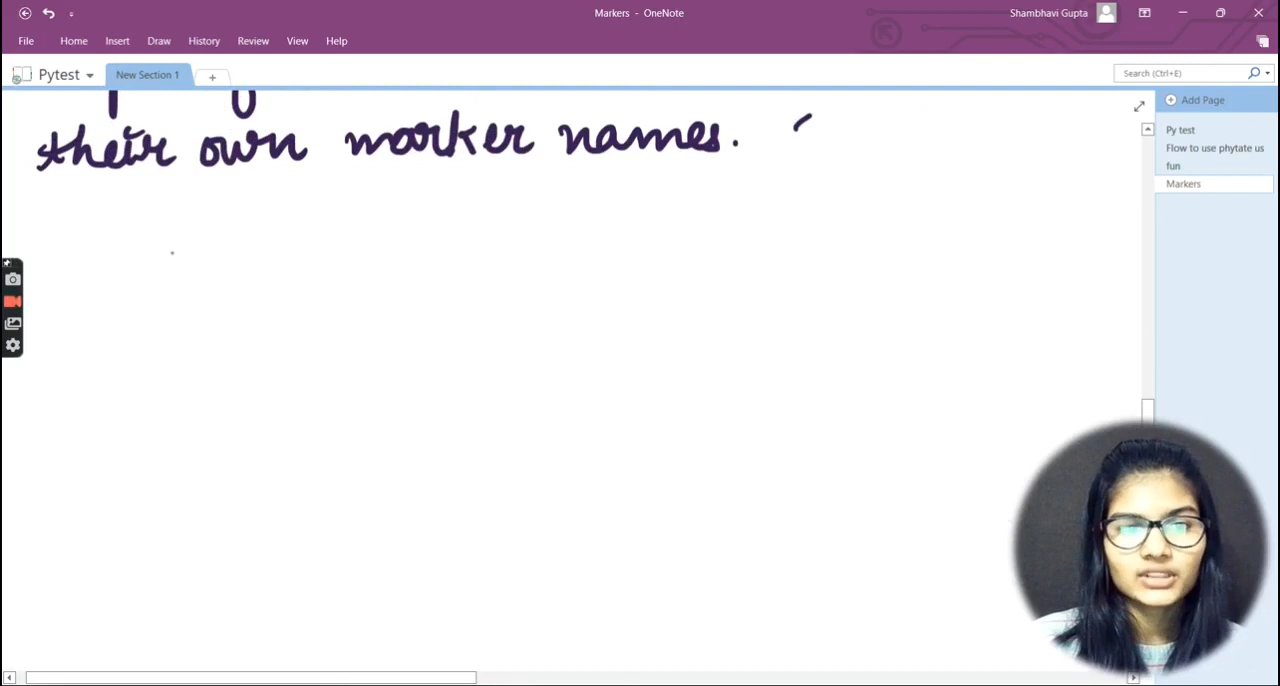 Markers - OneNote
Shambhavi Gupta
File Home Insert Draw History Review View Help
Pytest
New Section 1
+
Search (Ctrl+E)
Add Page
Py test
Flow to use phytate us
fun
Markers
their own marker names.